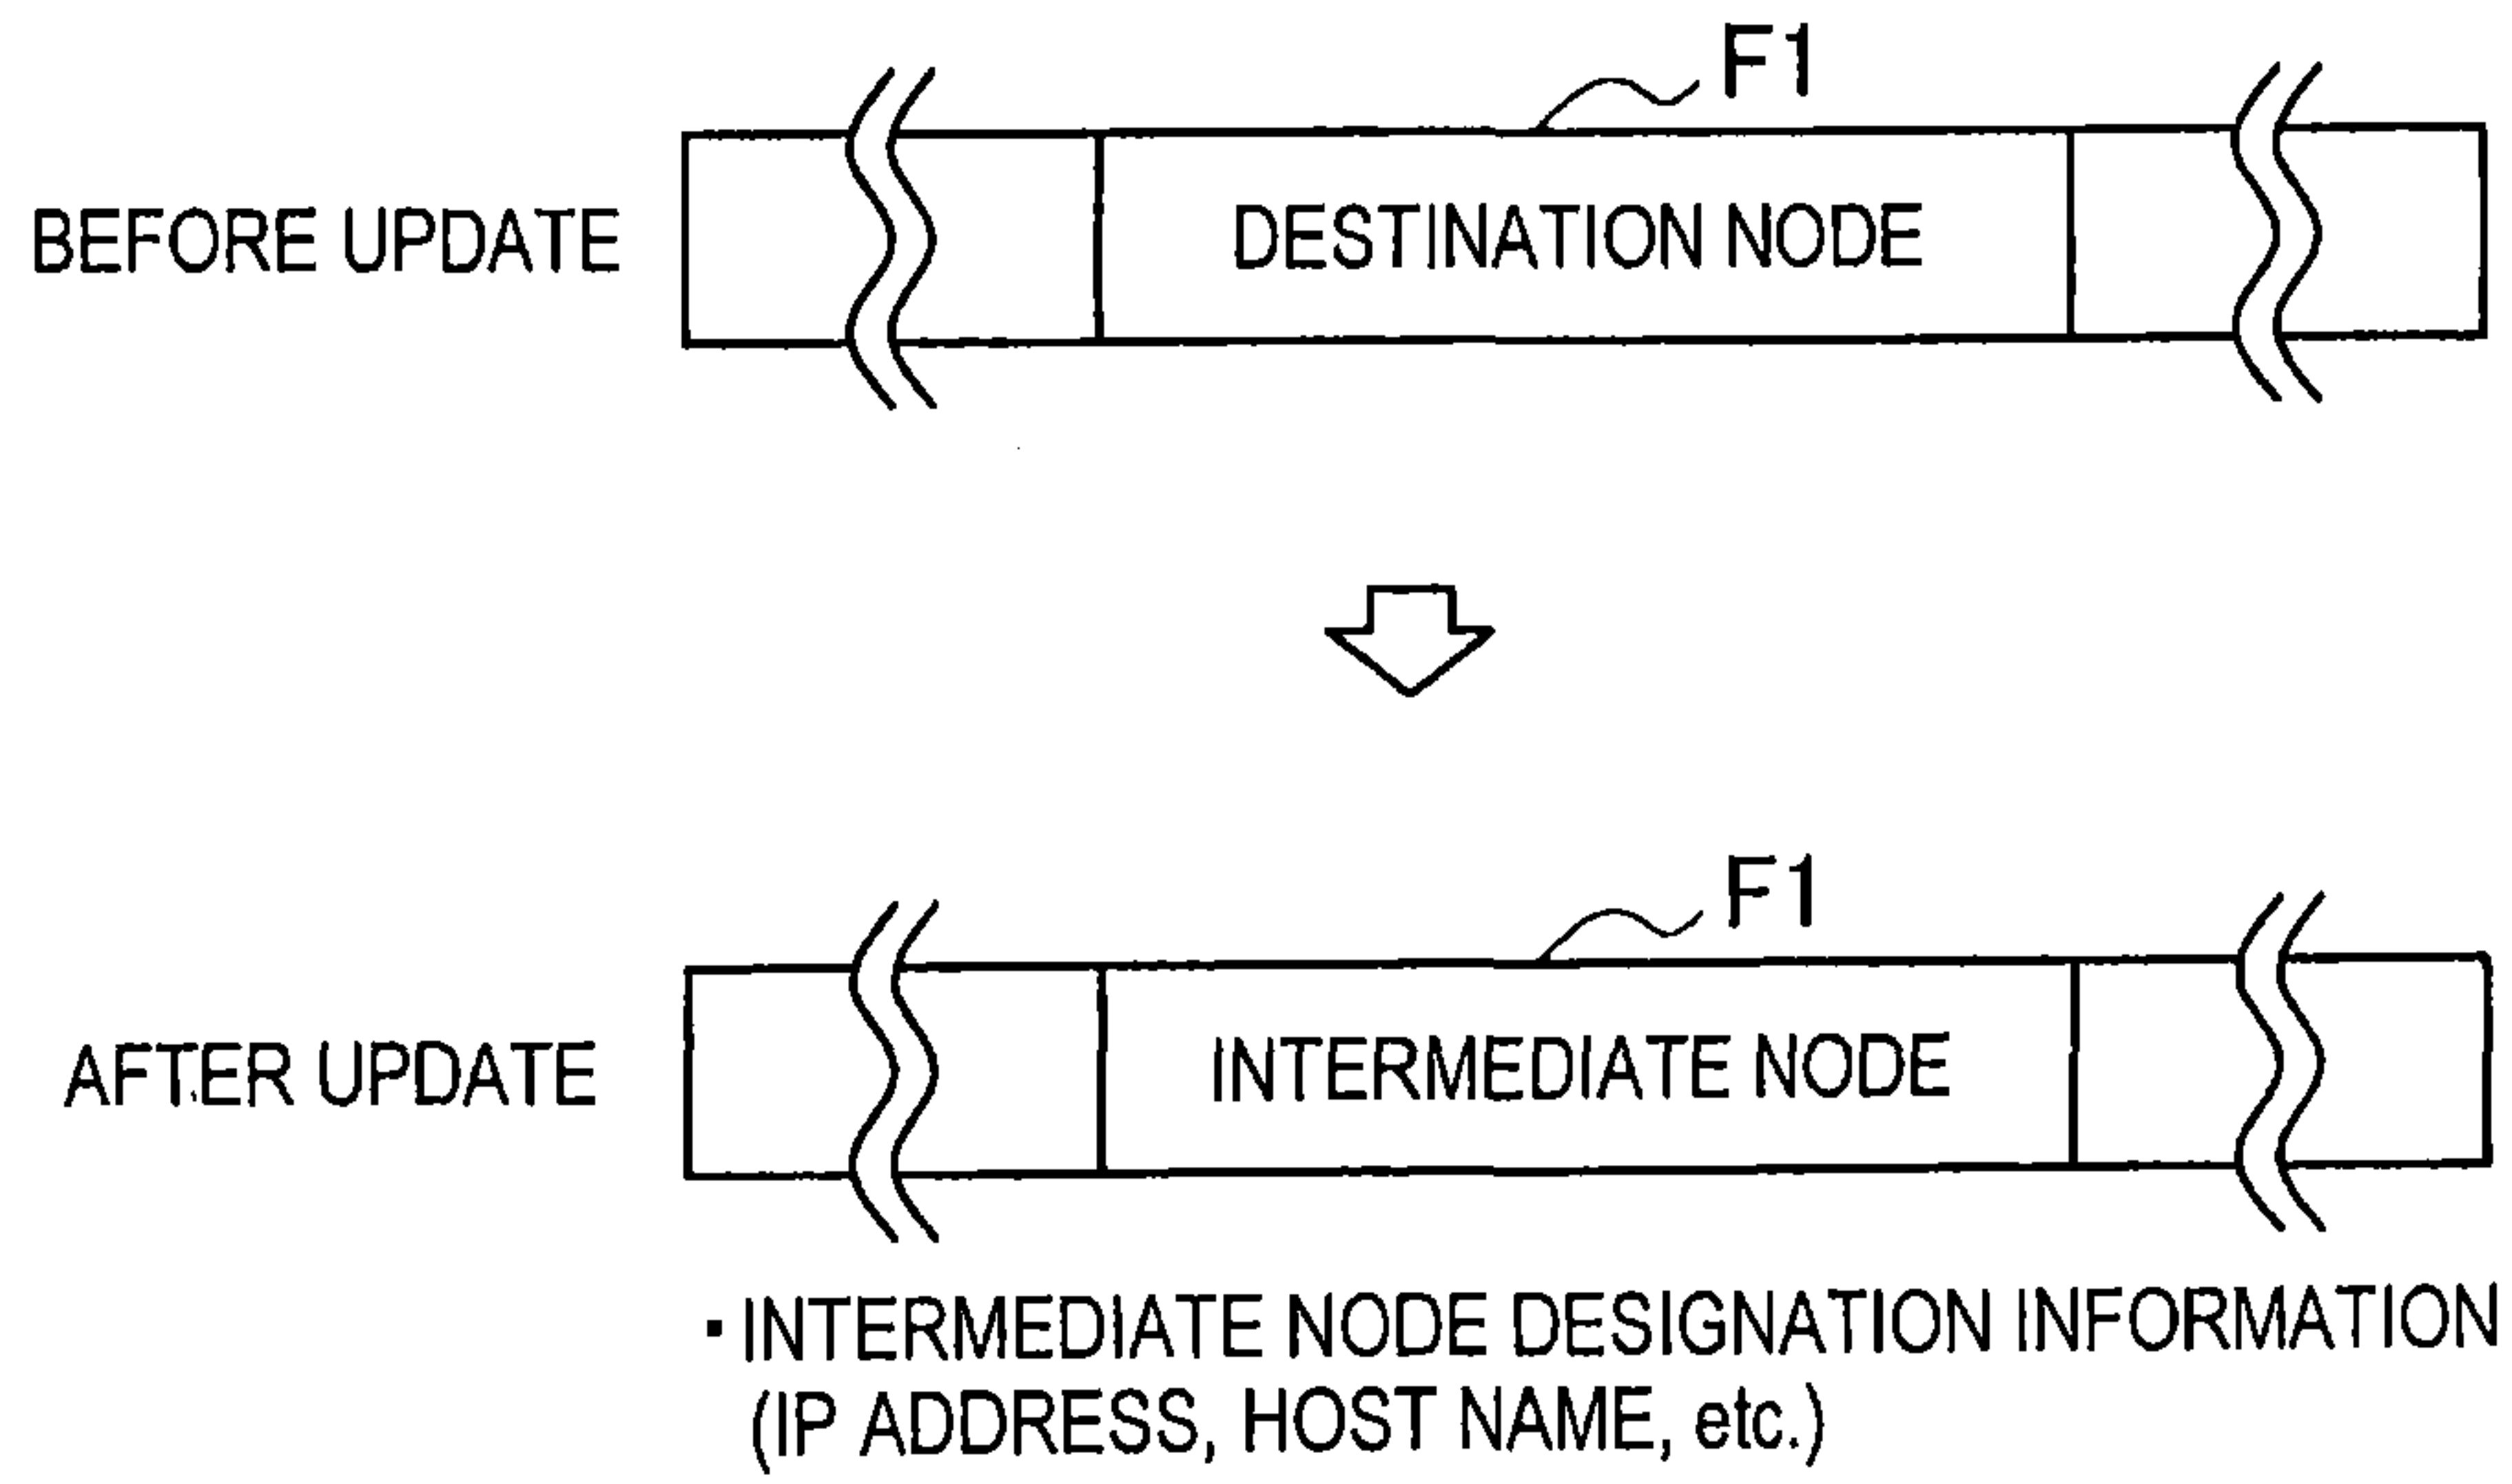 F1
BEFORE UPDATE
DESTINATION NODE
F1
AFTER UPDATE
INTERMEDIATE NODE
▪ INTERMEDIATE NODE DESIGNATION INFORMATION
(IP ADDRESS, HOST NAME, etc.)